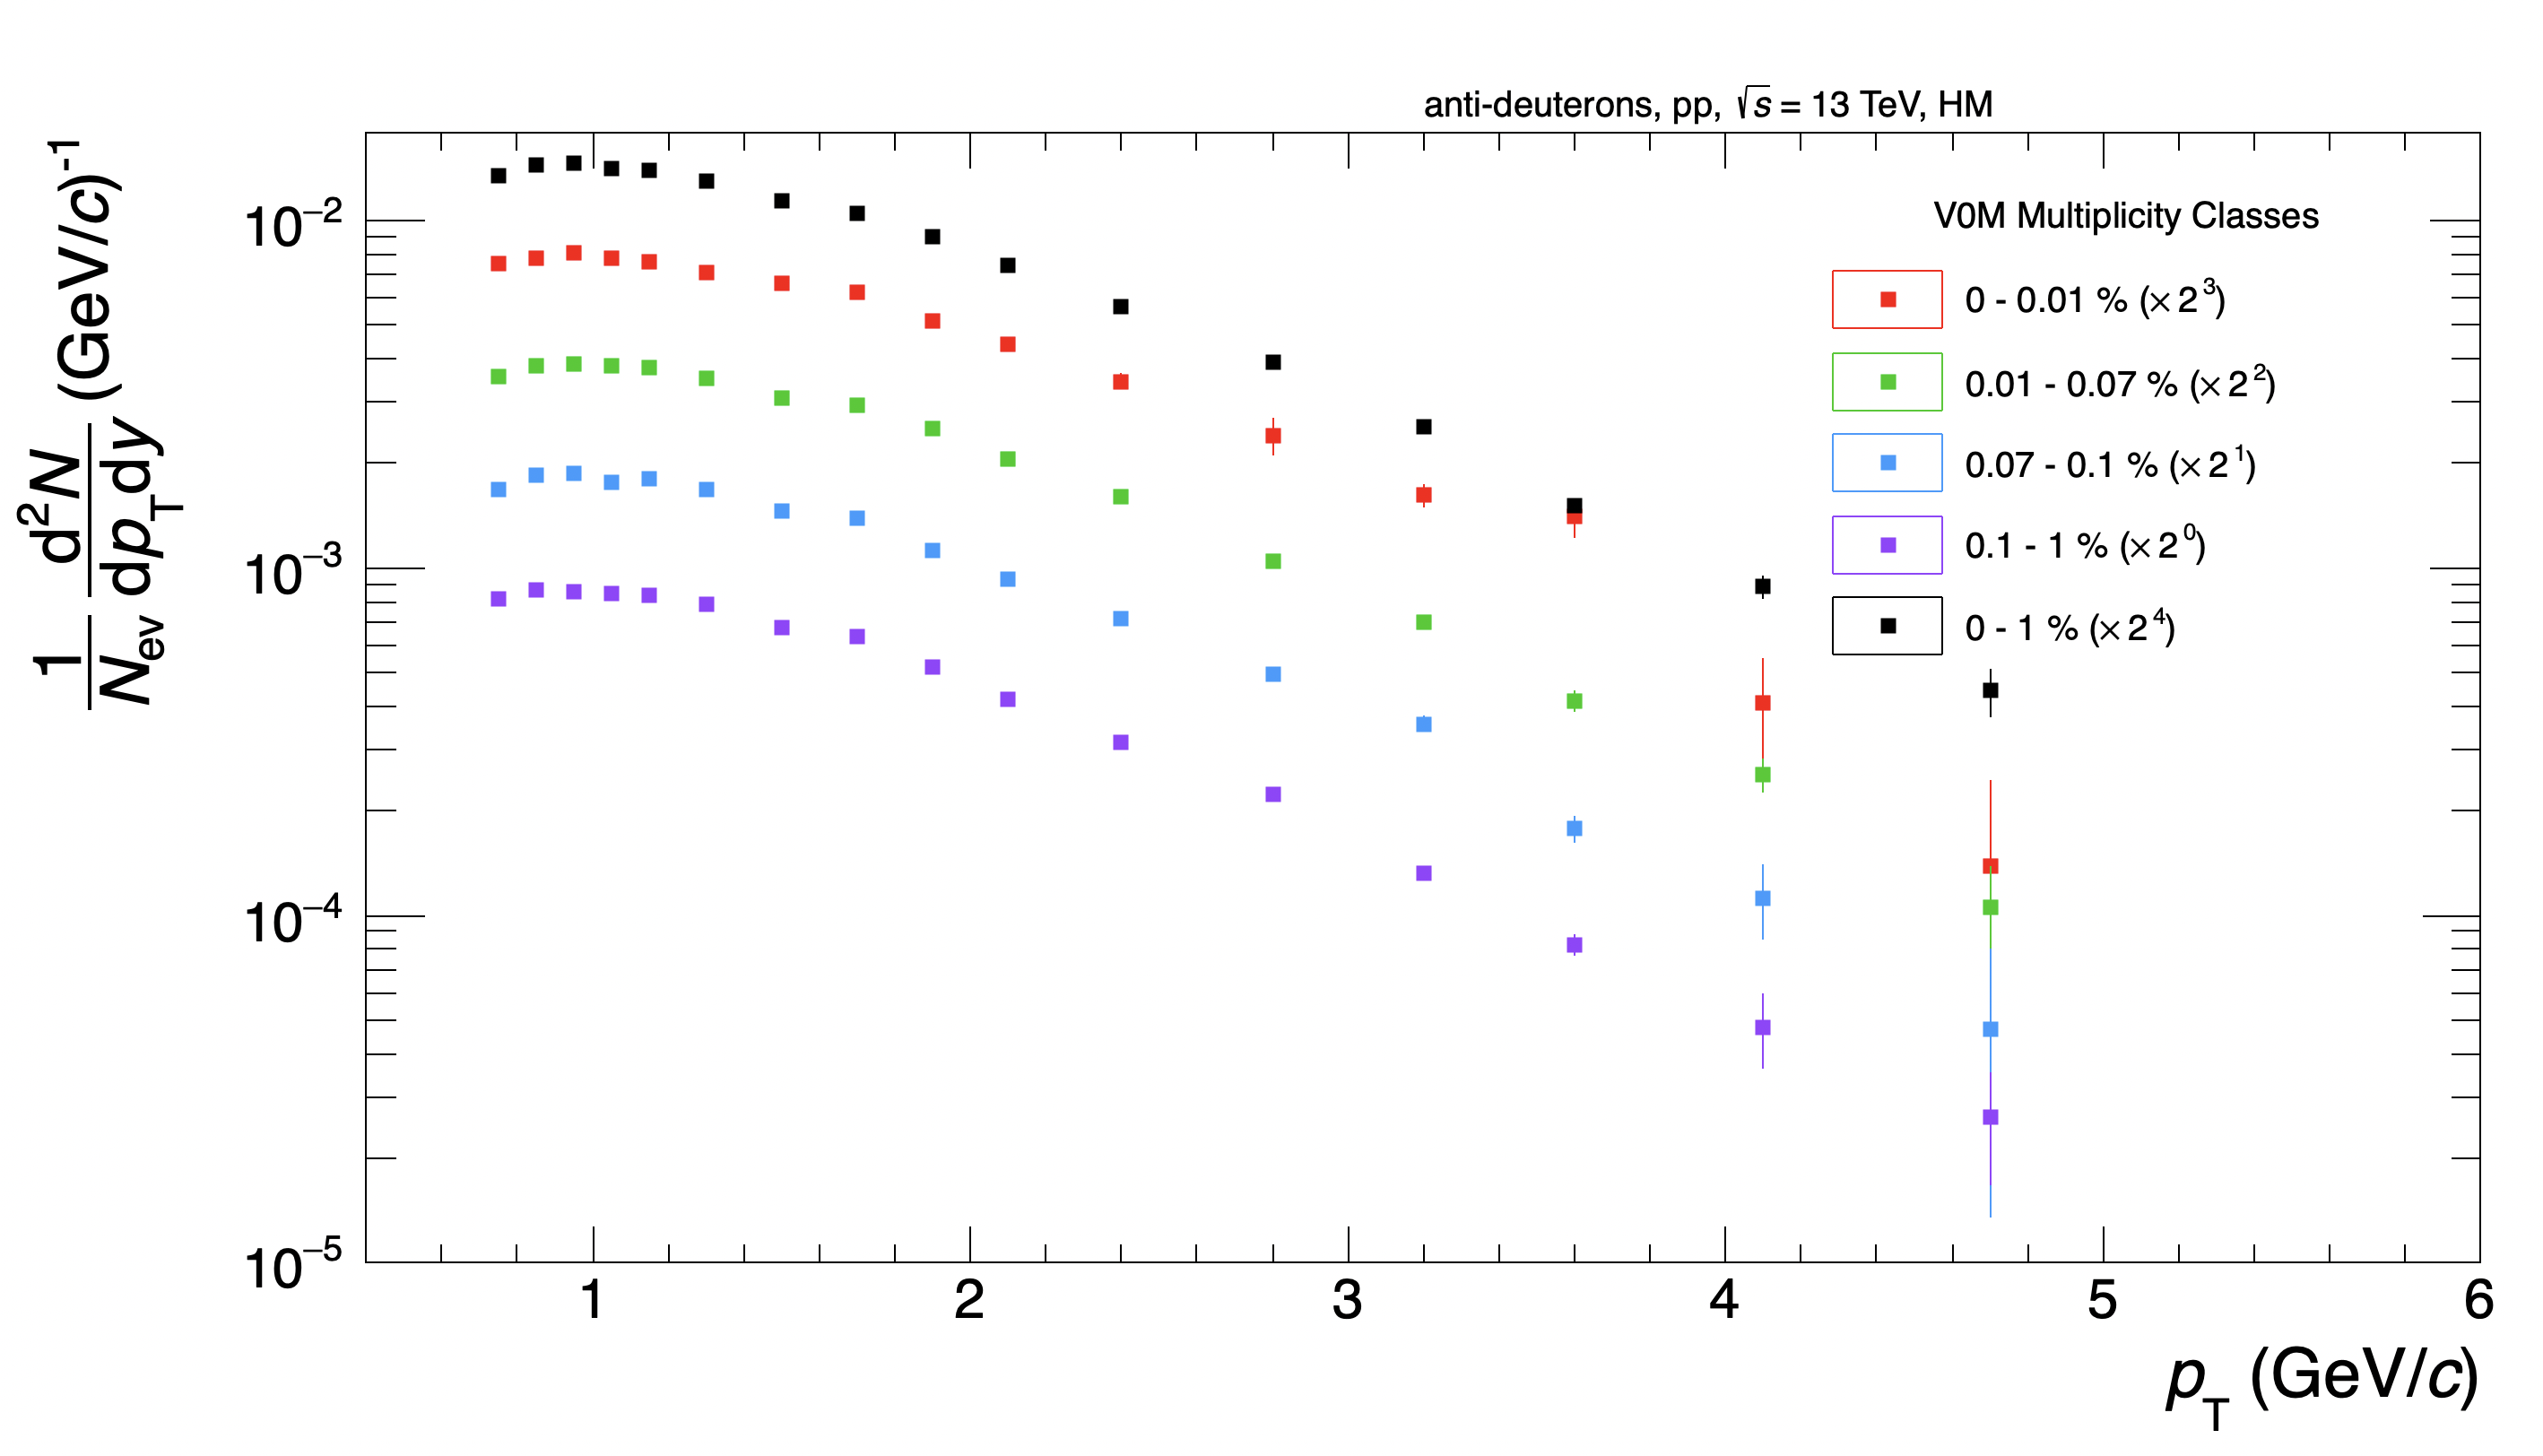 anti-deuterons, pp, √s = 13 TeV, HM
1/N_ev d²N/dp_Tdy (GeV/c)⁻¹
V0M Multiplicity Classes
0 - 0.01 % (× 2³)
0.01 - 0.07 % (× 2²)
0.07 - 0.1 % (× 2¹)
0.1 - 1 % (× 2⁰)
0 - 1 % (× 2⁴)
10⁻²
10⁻³
10⁻⁴
10⁻⁵
1 2 3 4 5 6
p_T (GeV/c)